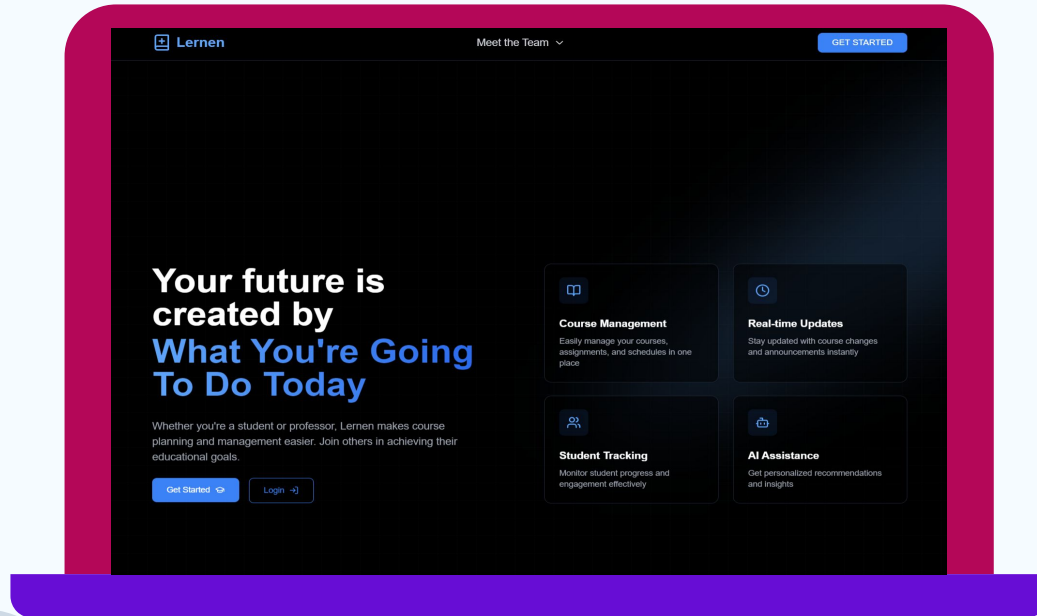 Lernen
Meet the Team
GET STARTED
Your future is
created by
What You're Going
To Do Today
Whether you're a student or professor, Lernen makes course
planning and management easier. Join others in achieving their
educational goals.
Get Started
Login
Course Management
Easily manage your courses,
assignments, and schedules in one
place
Real-time Updates
Stay updated with course changes
and announcements instantly
Student Tracking
Monitor student progress and
engagement effectively
AI Assistance
Get personalized recommendations
and insights